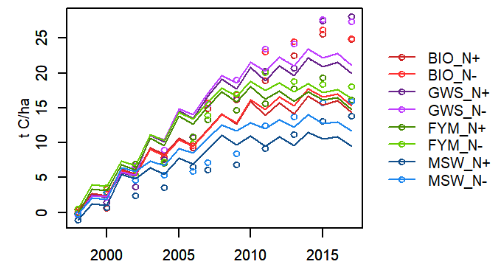 t C/ha
25
20
15
10
5
0
2000
2005
2010
2015
BIO_N+
BIO_N-
GWS_N+
GWS_N-
FYM_N+
FYM_N-
MSW_N+
MSW_N-